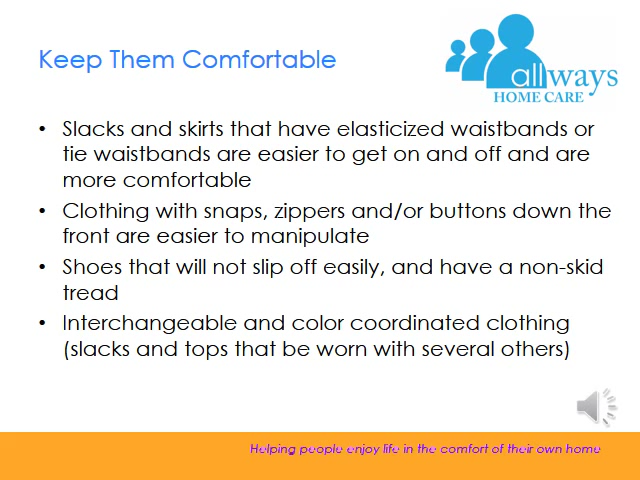 Keep Them Comfortable
allways
HOME CARE
• Slacks and skirts that have elasticized waistbands or
tie waistbands are easier to get on and off and are
more comfortable
• Clothing with snaps, zippers and/or buttons down the
front are easier to manipulate
• Shoes that will not slip off easily, and have a non-skid
tread
• Interchangeable and color coordinated clothing
(slacks and tops that be worn with several others)
Helping people enjoy life in the comfort of their own home